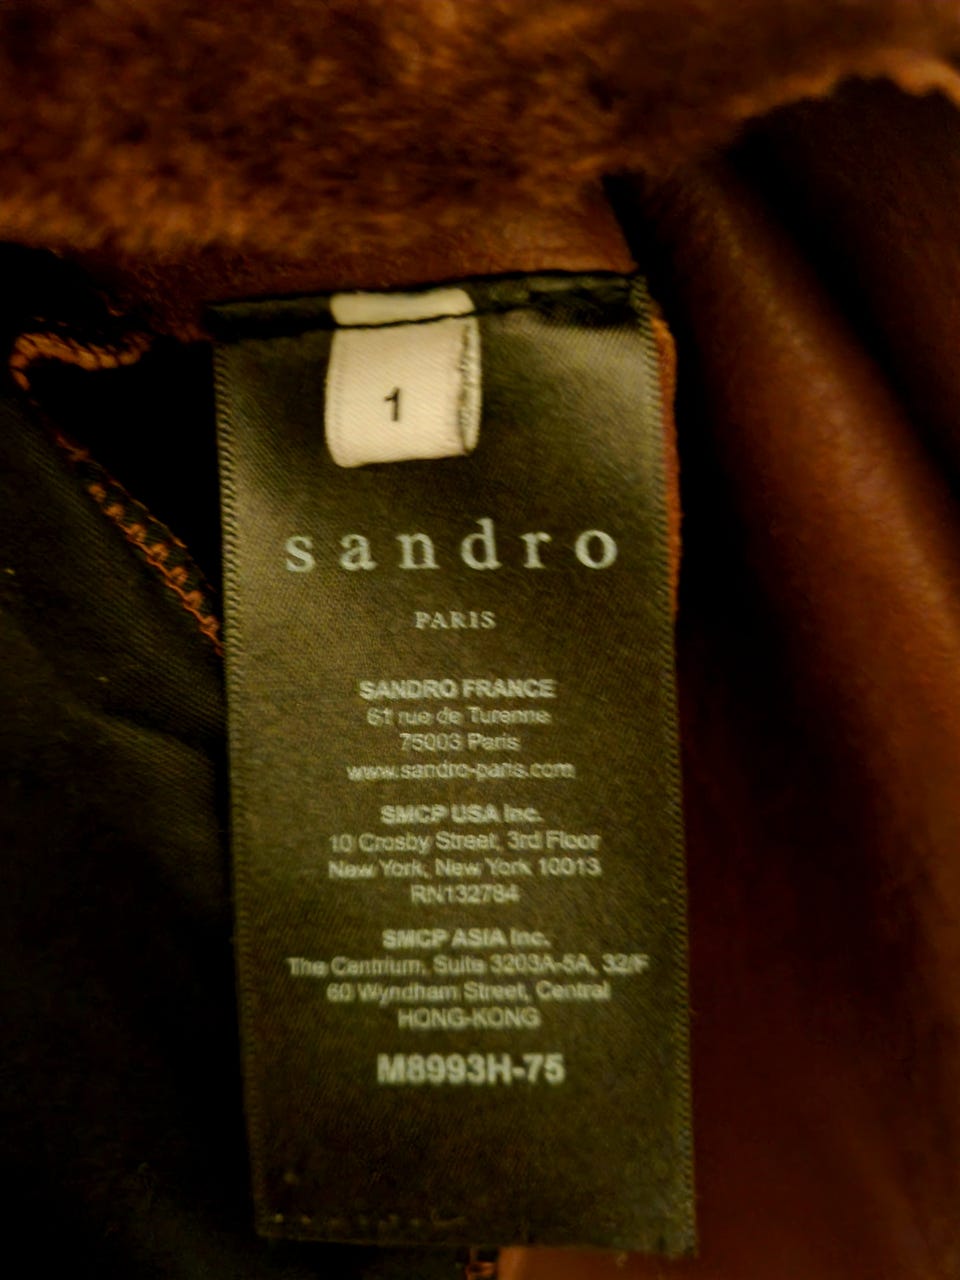 1
sandro
PARIS
SANDRO FRANCE
61 rue de Turenne
75003 Paris
www.sandro-paris.com
SMCP USA Inc.
10 Crosby Street, 3rd Floor
New York, New York 10013
RN132784
SMCP ASIA Inc.
The Centrium, Suite 3203A-5A, 32/F
60 Wyndham Street, Central
HONG-KONG
M8993H-75